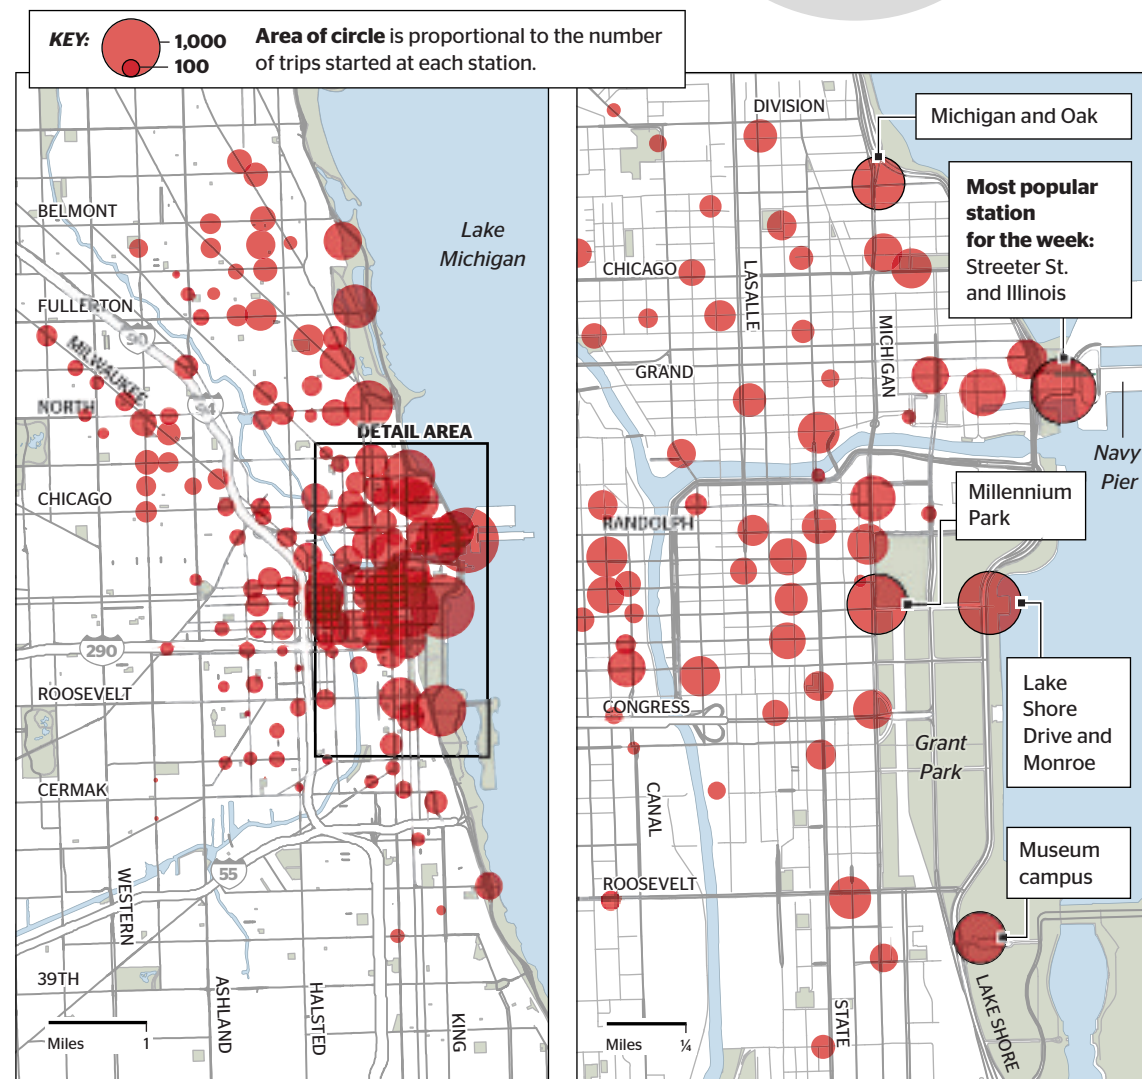 KEY:
1,000
100
Area of circle is proportional to the number
of trips started at each station.
BELMONT
FULLERTON
90
MILWAUKEE
NORTH
94
DETAIL AREA
CHICAGO
290
ROOSEVELT
CERMAK
55
WESTERN
39TH
ASHLAND
HALSTED
KING
Lake
Michigan
Miles 1
DIVISION
Michigan and Oak
Most popular
station
for the week:
Streeter St.
and Illinois
CHICAGO
LASALLE
MICHIGAN
GRAND
Navy
Pier
Millennium
Park
RANDOLPH
Lake
Shore
Drive and
Monroe
CONGRESS
Grant
Park
CANAL
Museum
campus
ROOSEVELT
STATE
LAKE SHORE
Miles ¼